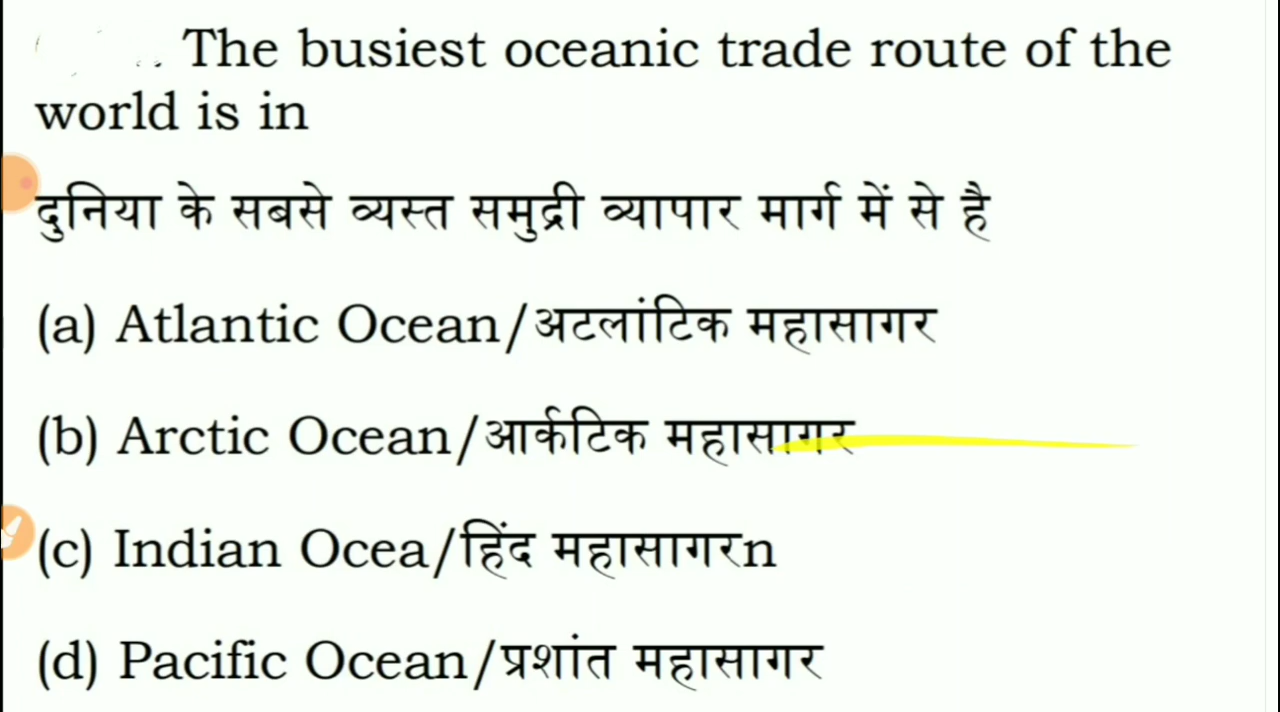 The busiest oceanic trade route of the
world is in
दुनिया के सबसे व्यस्त समुद्री व्यापार मार्ग में से है
(a) Atlantic Ocean/अटलांटिक महासागर
(b) Arctic Ocean/आर्कटिक महासागर
(c) Indian Ocea/हिंद महासागरn
(d) Pacific Ocean/प्रशांत महासागर